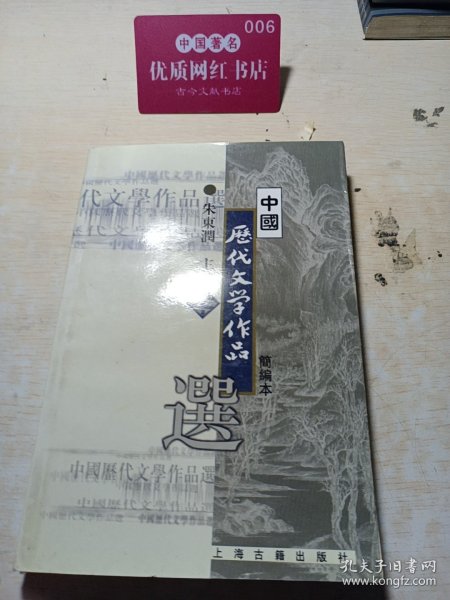 006
中国著名
优质网红书店
古今文献书店
中國歷代文學作品選
代文學作品選
朱東潤
中國
歷代文学作品
選
簡編本
中國歷代文學作品選
中國歷代文學作品選
上海古籍出版社
孔夫子旧书网
www.kongfz.com